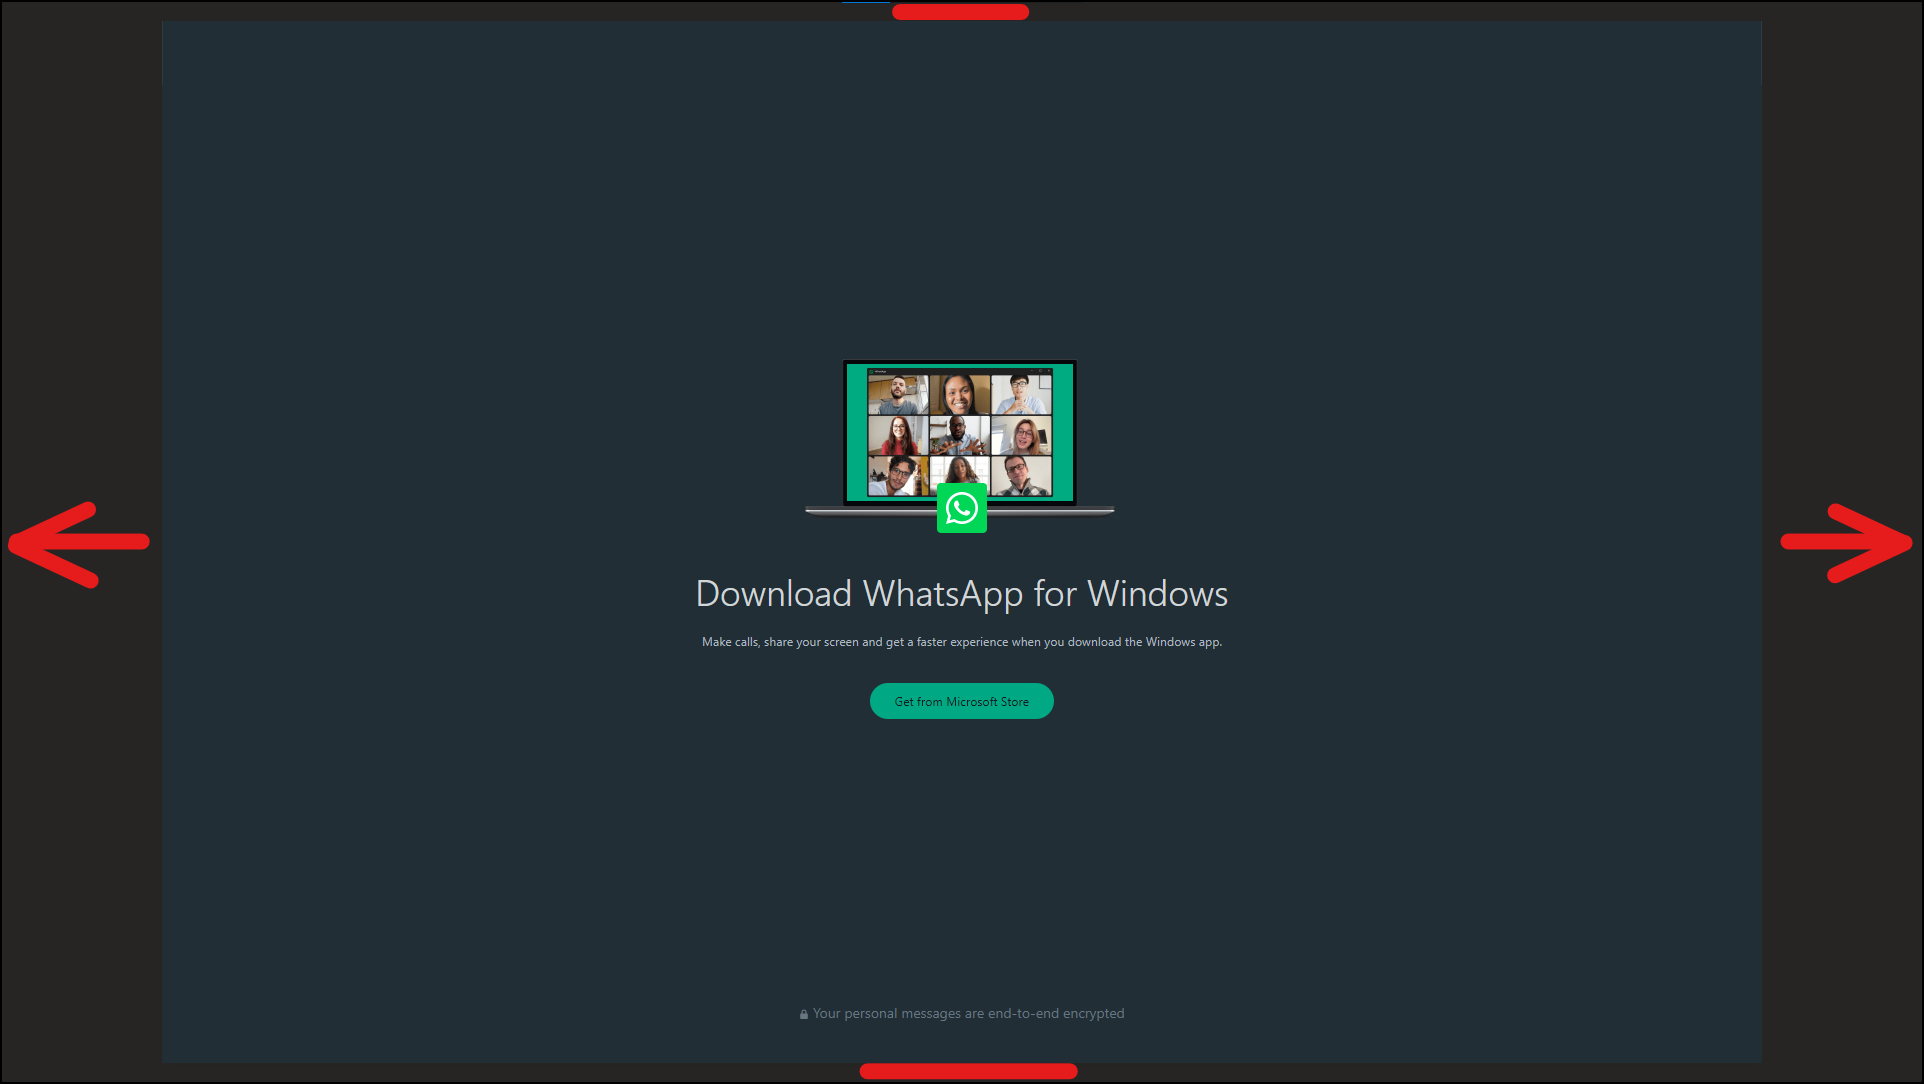 Download WhatsApp for Windows
Make calls, share your screen and get a faster experience when you download the Windows app.
Get from Microsoft Store
Your personal messages are end-to-end encrypted